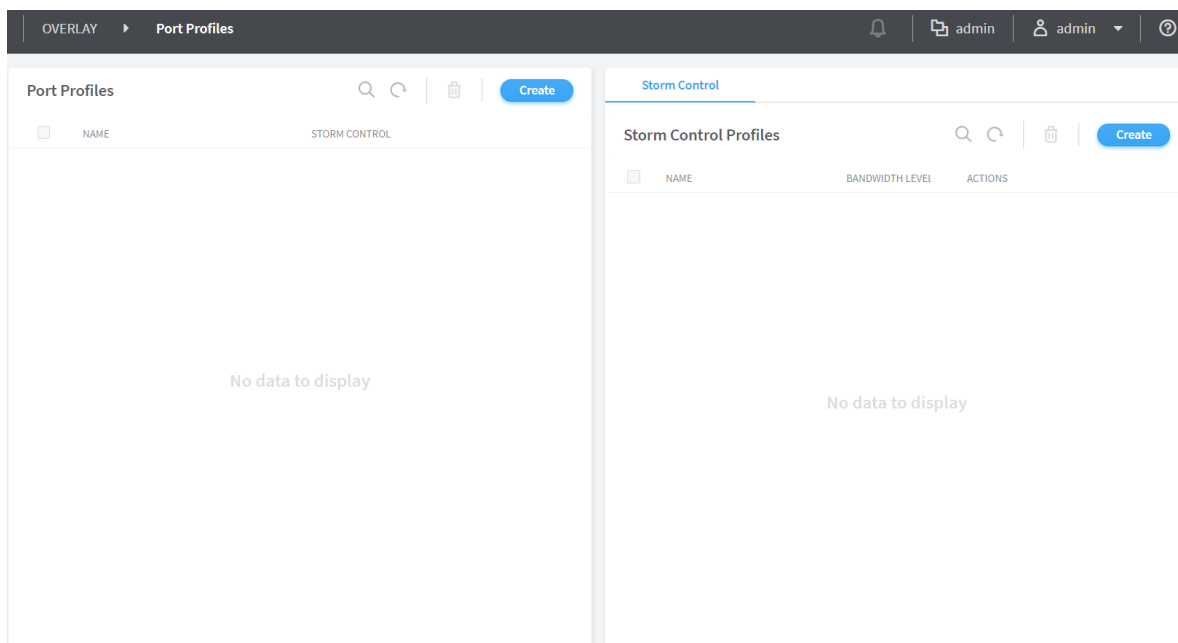 OVERLAY Port Profiles admin admin
Port Profiles Create
NAME STORM CONTROL
No data to display
Storm Control
Storm Control Profiles Create
NAME BANDWIDTH LEVEL ACTIONS
No data to display